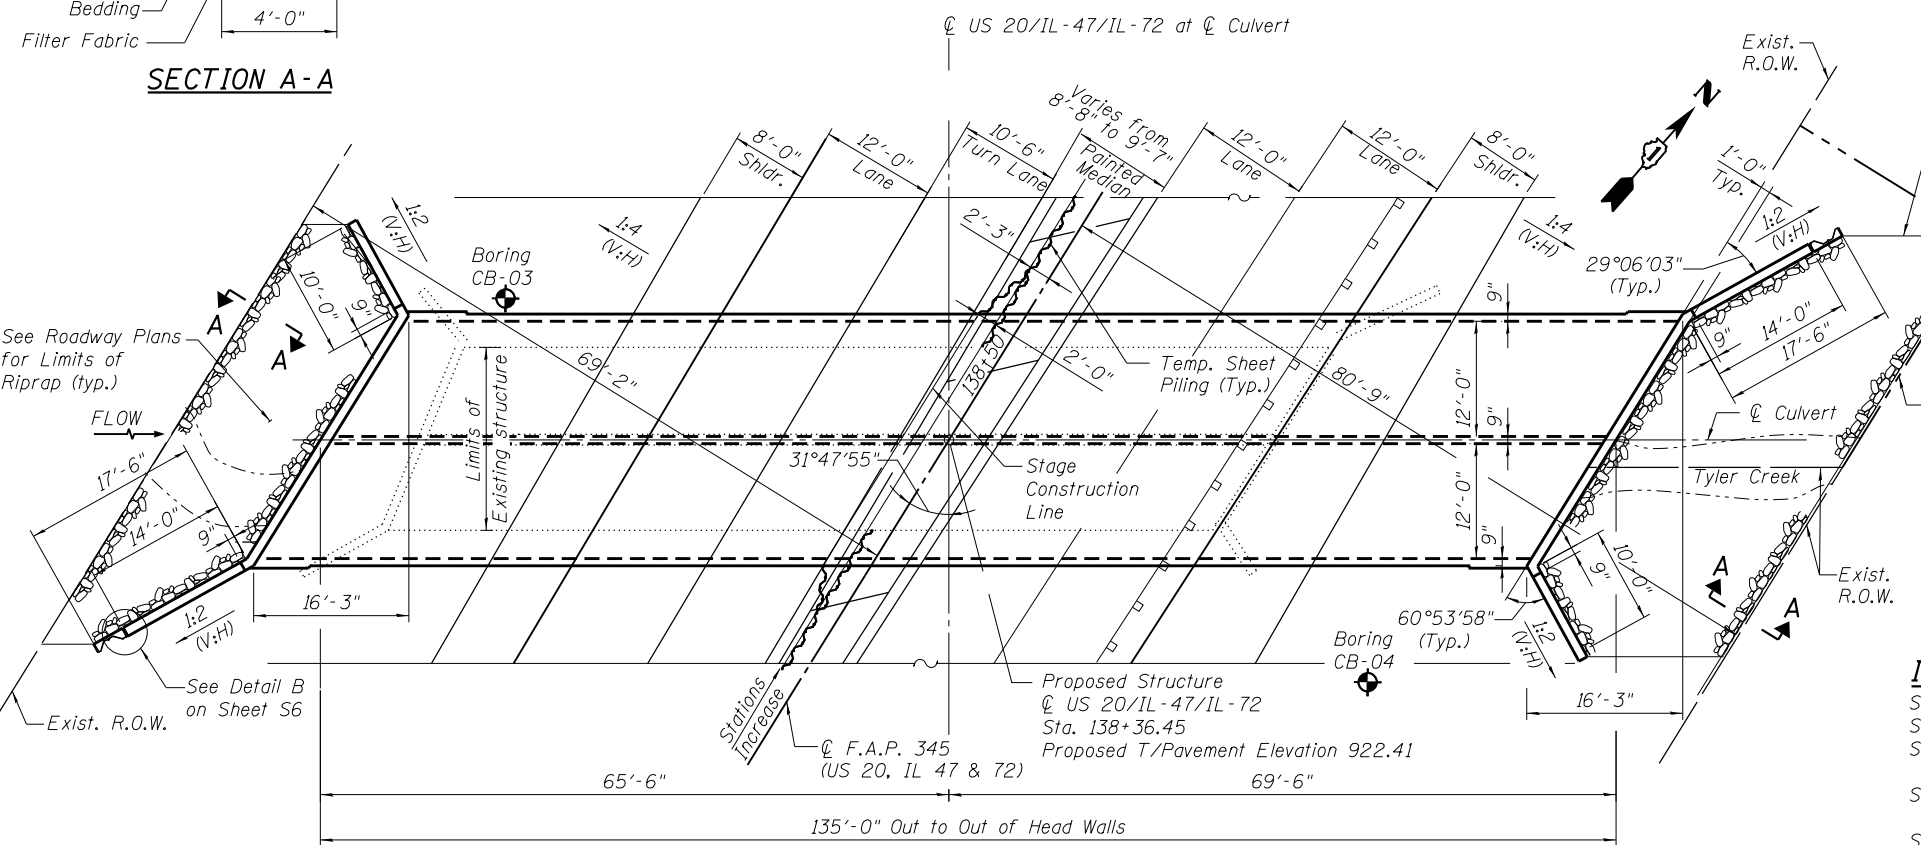 Bedding
4'-0"
Filter Fabric
SECTION A-A
℄ US 20/IL-47/IL-72 at ℄ Culvert
Exist.
R.O.W.
N
8'-0"
Shldr.
12'-0"
Lane
10'-6"
Turn Lane
Varies from
8'-8" to 9'-7"
Painted
Median
12'-0"
Lane
12'-0"
Lane
8'-0"
Shldr.
1'-0"
Typ.
1:2
(V:H)
1:4
(V:H)
2'-3"
1:4
(V:H)
1:2
(V:H)
Boring
CB-03
29°06'03"
(Typ.)
10'-0"
9"
A
A
See Roadway Plans
for Limits of
Riprap (typ.)
FLOW
69'-2"
Limits of
Existing structure
138+50
2'-0"
Temp. Sheet
Piling (Typ.)
80'-9"
9"
12'-0"
9"
12'-0"
9"
9"
14'-0"
17'-6"
℄ Culvert
Tyler Creek
31°47'55"
Stage
Construction
Line
17'-6"
14'-0"
9"
1:2
(V:H)
16'-3"
60°53'58"
(Typ.)
Boring
CB-04
1:2
(V:H)
9"
10'-0"
A
A
Exist.
R.O.W.
See Detail B
on Sheet S6
Exist. R.O.W.
Stations
Increase
℄ F.A.P. 345
(US 20, IL 47 & 72)
Proposed Structure
℄ US 20/IL-47/IL-72
Sta. 138+36.45
Proposed T/Pavement Elevation 922.41
16'-3"
65'-6"
69'-6"
135'-0" Out to Out of Head Walls